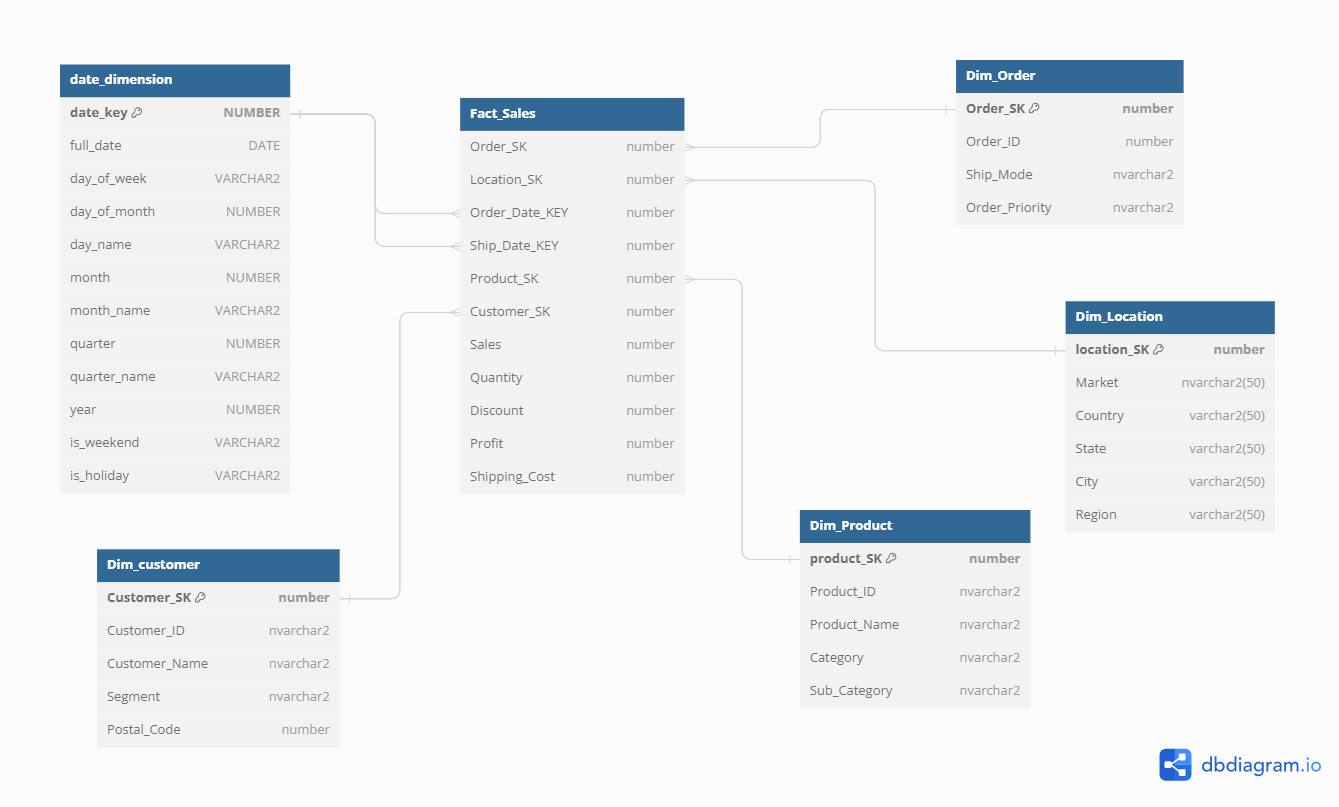 date_dimension
date_key NUMBER
full_date DATE
day_of_week VARCHAR2
day_of_month NUMBER
day_name VARCHAR2
month NUMBER
month_name VARCHAR2
quarter NUMBER
quarter_name VARCHAR2
year NUMBER
is_weekend VARCHAR2
is_holiday VARCHAR2
Fact_Sales
Order_SK number
Location_SK number
Order_Date_KEY number
Ship_Date_KEY number
Product_SK number
Customer_SK number
Sales number
Quantity number
Discount number
Profit number
Shipping_Cost number
Dim_Order
Order_SK number
Order_ID number
Ship_Mode nvarchar2
Order_Priority nvarchar2
Dim_Location
location_SK number
Market nvarchar2(50)
Country varchar2(50)
State varchar2(50)
City varchar2(50)
Region varchar2(50)
Dim_customer
Customer_SK number
Customer_ID nvarchar2
Customer_Name nvarchar2
Segment nvarchar2
Postal_Code number
Dim_Product
product_SK number
Product_ID nvarchar2
Product_Name nvarchar2
Category nvarchar2
Sub_Category nvarchar2
dbdiagram.io